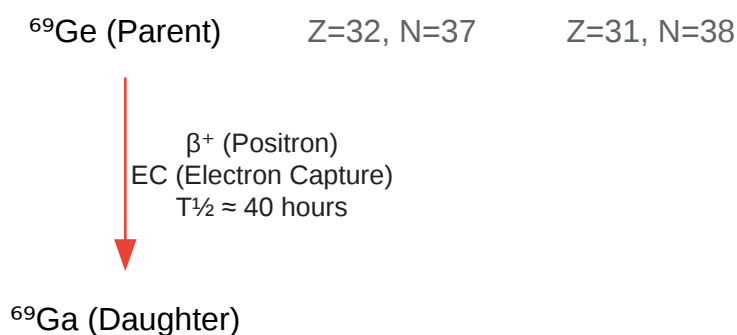 ⁶⁹Ge (Parent) Z=32, N=37 Z=31, N=38
β⁺ (Positron)
EC (Electron Capture)
T½ ≈ 40 hours
⁶⁹Ga (Daughter)